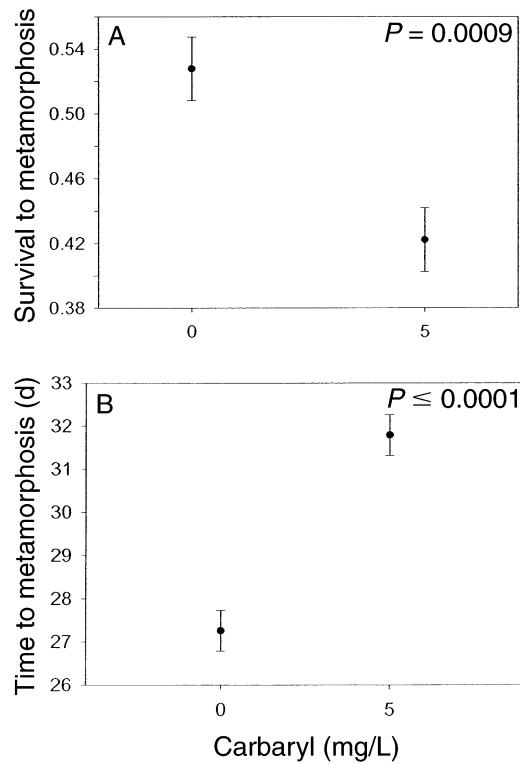 A
P = 0.0009
Survival to metamorphosis
0.54
0.50
0.46
0.42
0.38
0
5
B
P ≤ 0.0001
Time to metamorphosis (d)
33
32
31
30
29
28
27
26
0
5
Carbaryl (mg/L)